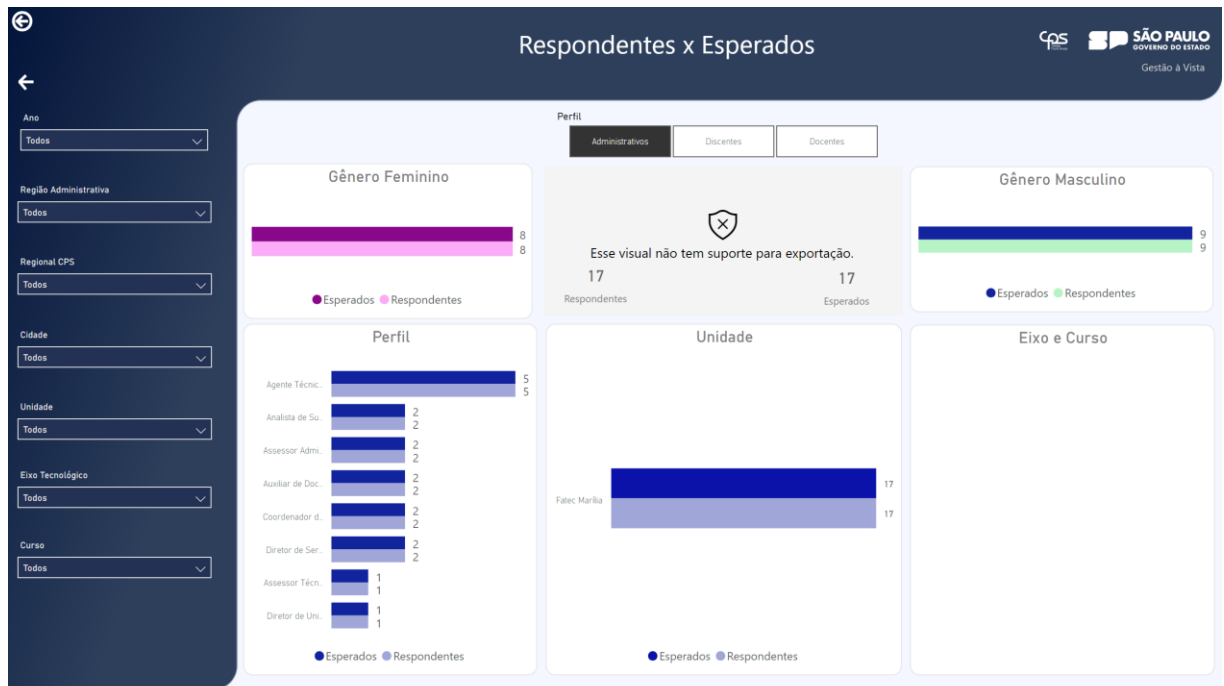 Respondentes x Esperados
cps
SÃO PAULO
GOVERNO DO ESTADO
Gestão à Vista
Ano
Todos
Região Administrativa
Todos
Regional CPS
Todos
Cidade
Todos
Unidade
Todos
Eixo Tecnológico
Todos
Curso
Todos
Perfil
Administrativos
Discentes
Docentes
Gênero Feminino
8
8
Esperados Respondentes
Esse visual não tem suporte para exportação.
17
Respondentes
17
Esperados
Gênero Masculino
9
9
Esperados Respondentes
Perfil
Agente Técnic..
5
5
Analista de Su..
2
2
Assessor Admi..
2
2
Auxiliar de Doc..
2
2
Coordenador d..
2
2
Diretor de Ser..
2
2
Assessor Técn..
1
1
Diretor de Uni..
1
1
Esperados Respondentes
Unidade
Fatec Marília
17
17
Esperados Respondentes
Eixo e Curso